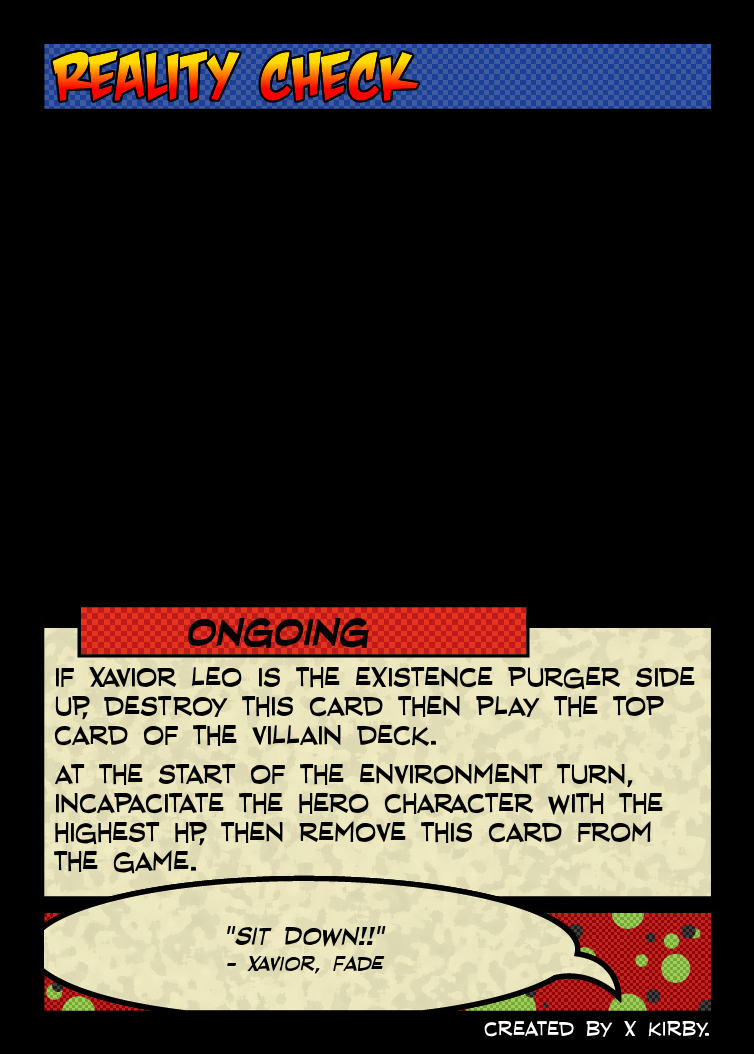 REALITY CHECK
ONGOING
IF XAVIOR LEO IS THE EXISTENCE PURGER SIDE
UP, DESTROY THIS CARD THEN PLAY THE TOP
CARD OF THE VILLAIN DECK.
AT THE START OF THE ENVIRONMENT TURN,
INCAPACITATE THE HERO CHARACTER WITH THE
HIGHEST HP, THEN REMOVE THIS CARD FROM
THE GAME.
"SIT DOWN!!"
- XAVIOR, FADE
CREATED BY X KIRBY.